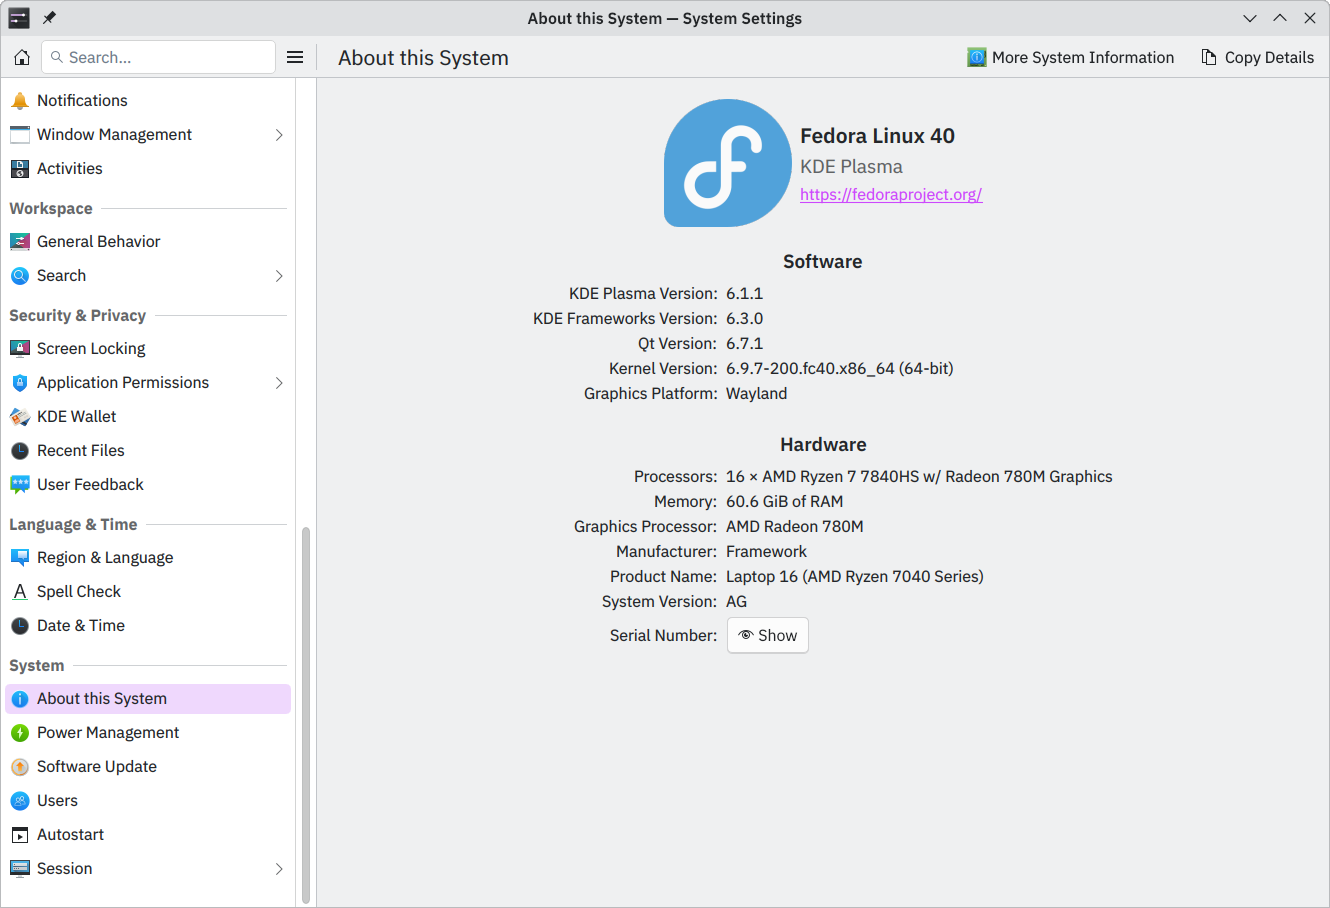 About this System — System Settings
Search...
About this System
More System Information
Copy Details
Notifications
Window Management
Activities
Workspace
General Behavior
Search
Security & Privacy
Screen Locking
Application Permissions
KDE Wallet
Recent Files
User Feedback
Language & Time
Region & Language
Spell Check
Date & Time
System
About this System
Power Management
Software Update
Users
Autostart
Session
Fedora Linux 40
KDE Plasma
https://fedoraproject.org/
Software
KDE Plasma Version: 6.1.1
KDE Frameworks Version: 6.3.0
Qt Version: 6.7.1
Kernel Version: 6.9.7-200.fc40.x86_64 (64-bit)
Graphics Platform: Wayland
Hardware
Processors: 16 × AMD Ryzen 7 7840HS w/ Radeon 780M Graphics
Memory: 60.6 GiB of RAM
Graphics Processor: AMD Radeon 780M
Manufacturer: Framework
Product Name: Laptop 16 (AMD Ryzen 7040 Series)
System Version: AG
Serial Number: Show